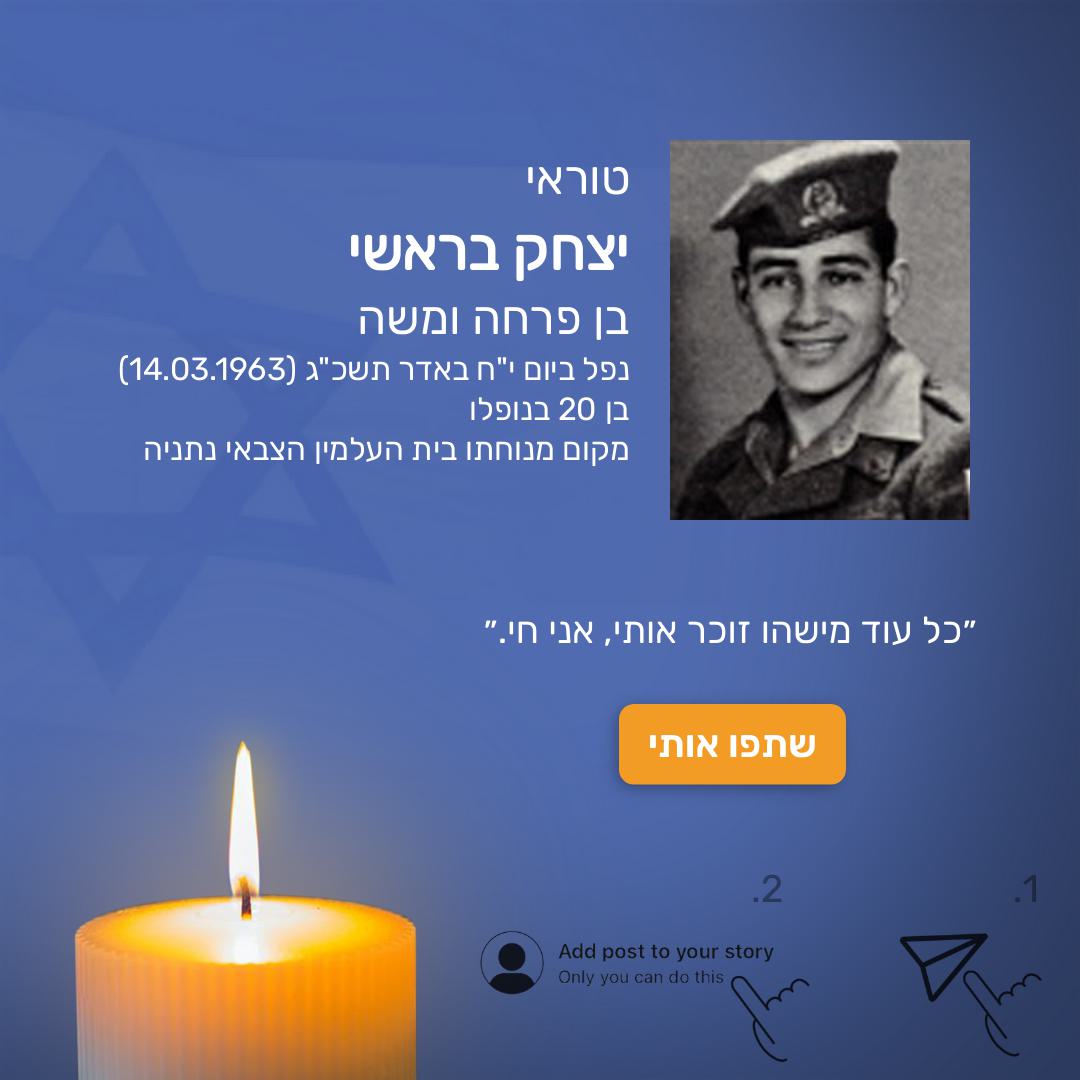 טוראי
יצחק בראשי
בן פרחה ומשה
נפל ביום י"ח באדר תשכ"ג (14.03.1963)
בן 20 בנופלו
מקום מנוחתו בית העלמין הצבאי נתניה
״כל עוד מישהו זוכר אותי, אני חי.״
שתפו אותי
1.
2.
Add post to your story
Only you can do this